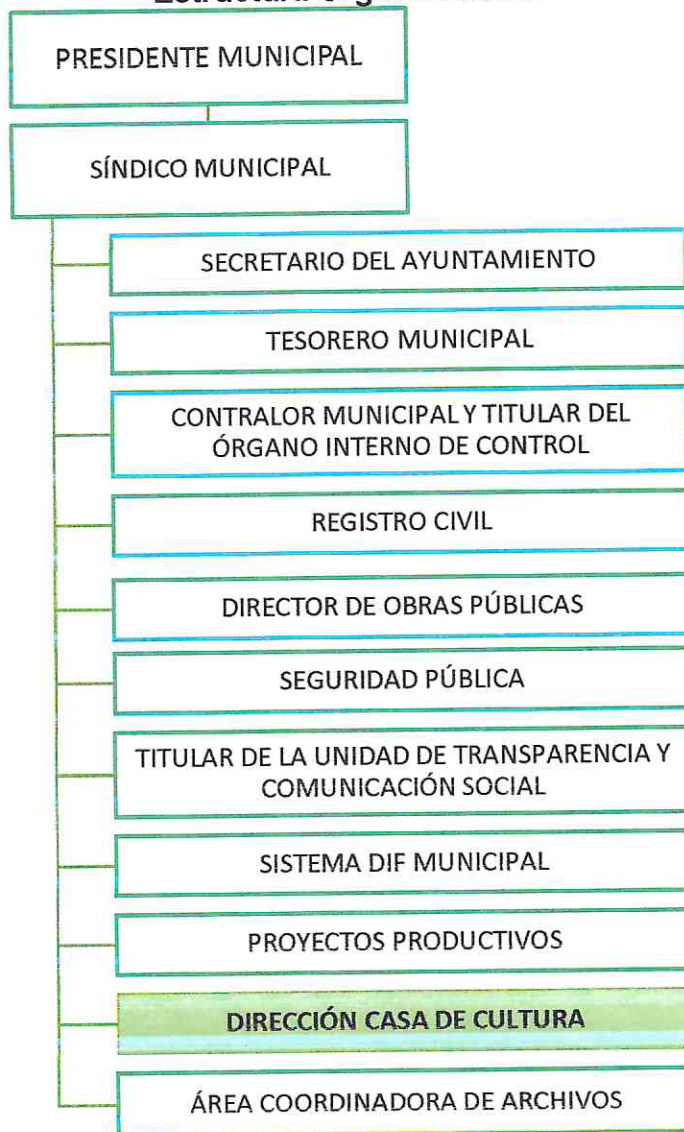 PRESIDENTE MUNICIPAL
SÍNDICO MUNICIPAL
SECRETARIO DEL AYUNTAMIENTO
TESORERO MUNICIPAL
CONTRALOR MUNICIPAL Y TITULAR DEL
ÓRGANO INTERNO DE CONTROL
REGISTRO CIVIL
DIRECTOR DE OBRAS PÚBLICAS
SEGURIDAD PÚBLICA
TITULAR DE LA UNIDAD DE TRANSPARENCIA Y
COMUNICACIÓN SOCIAL
SISTEMA DIF MUNICIPAL
PROYECTOS PRODUCTIVOS
DIRECCIÓN CASA DE CULTURA
ÁREA COORDINADORA DE ARCHIVOS